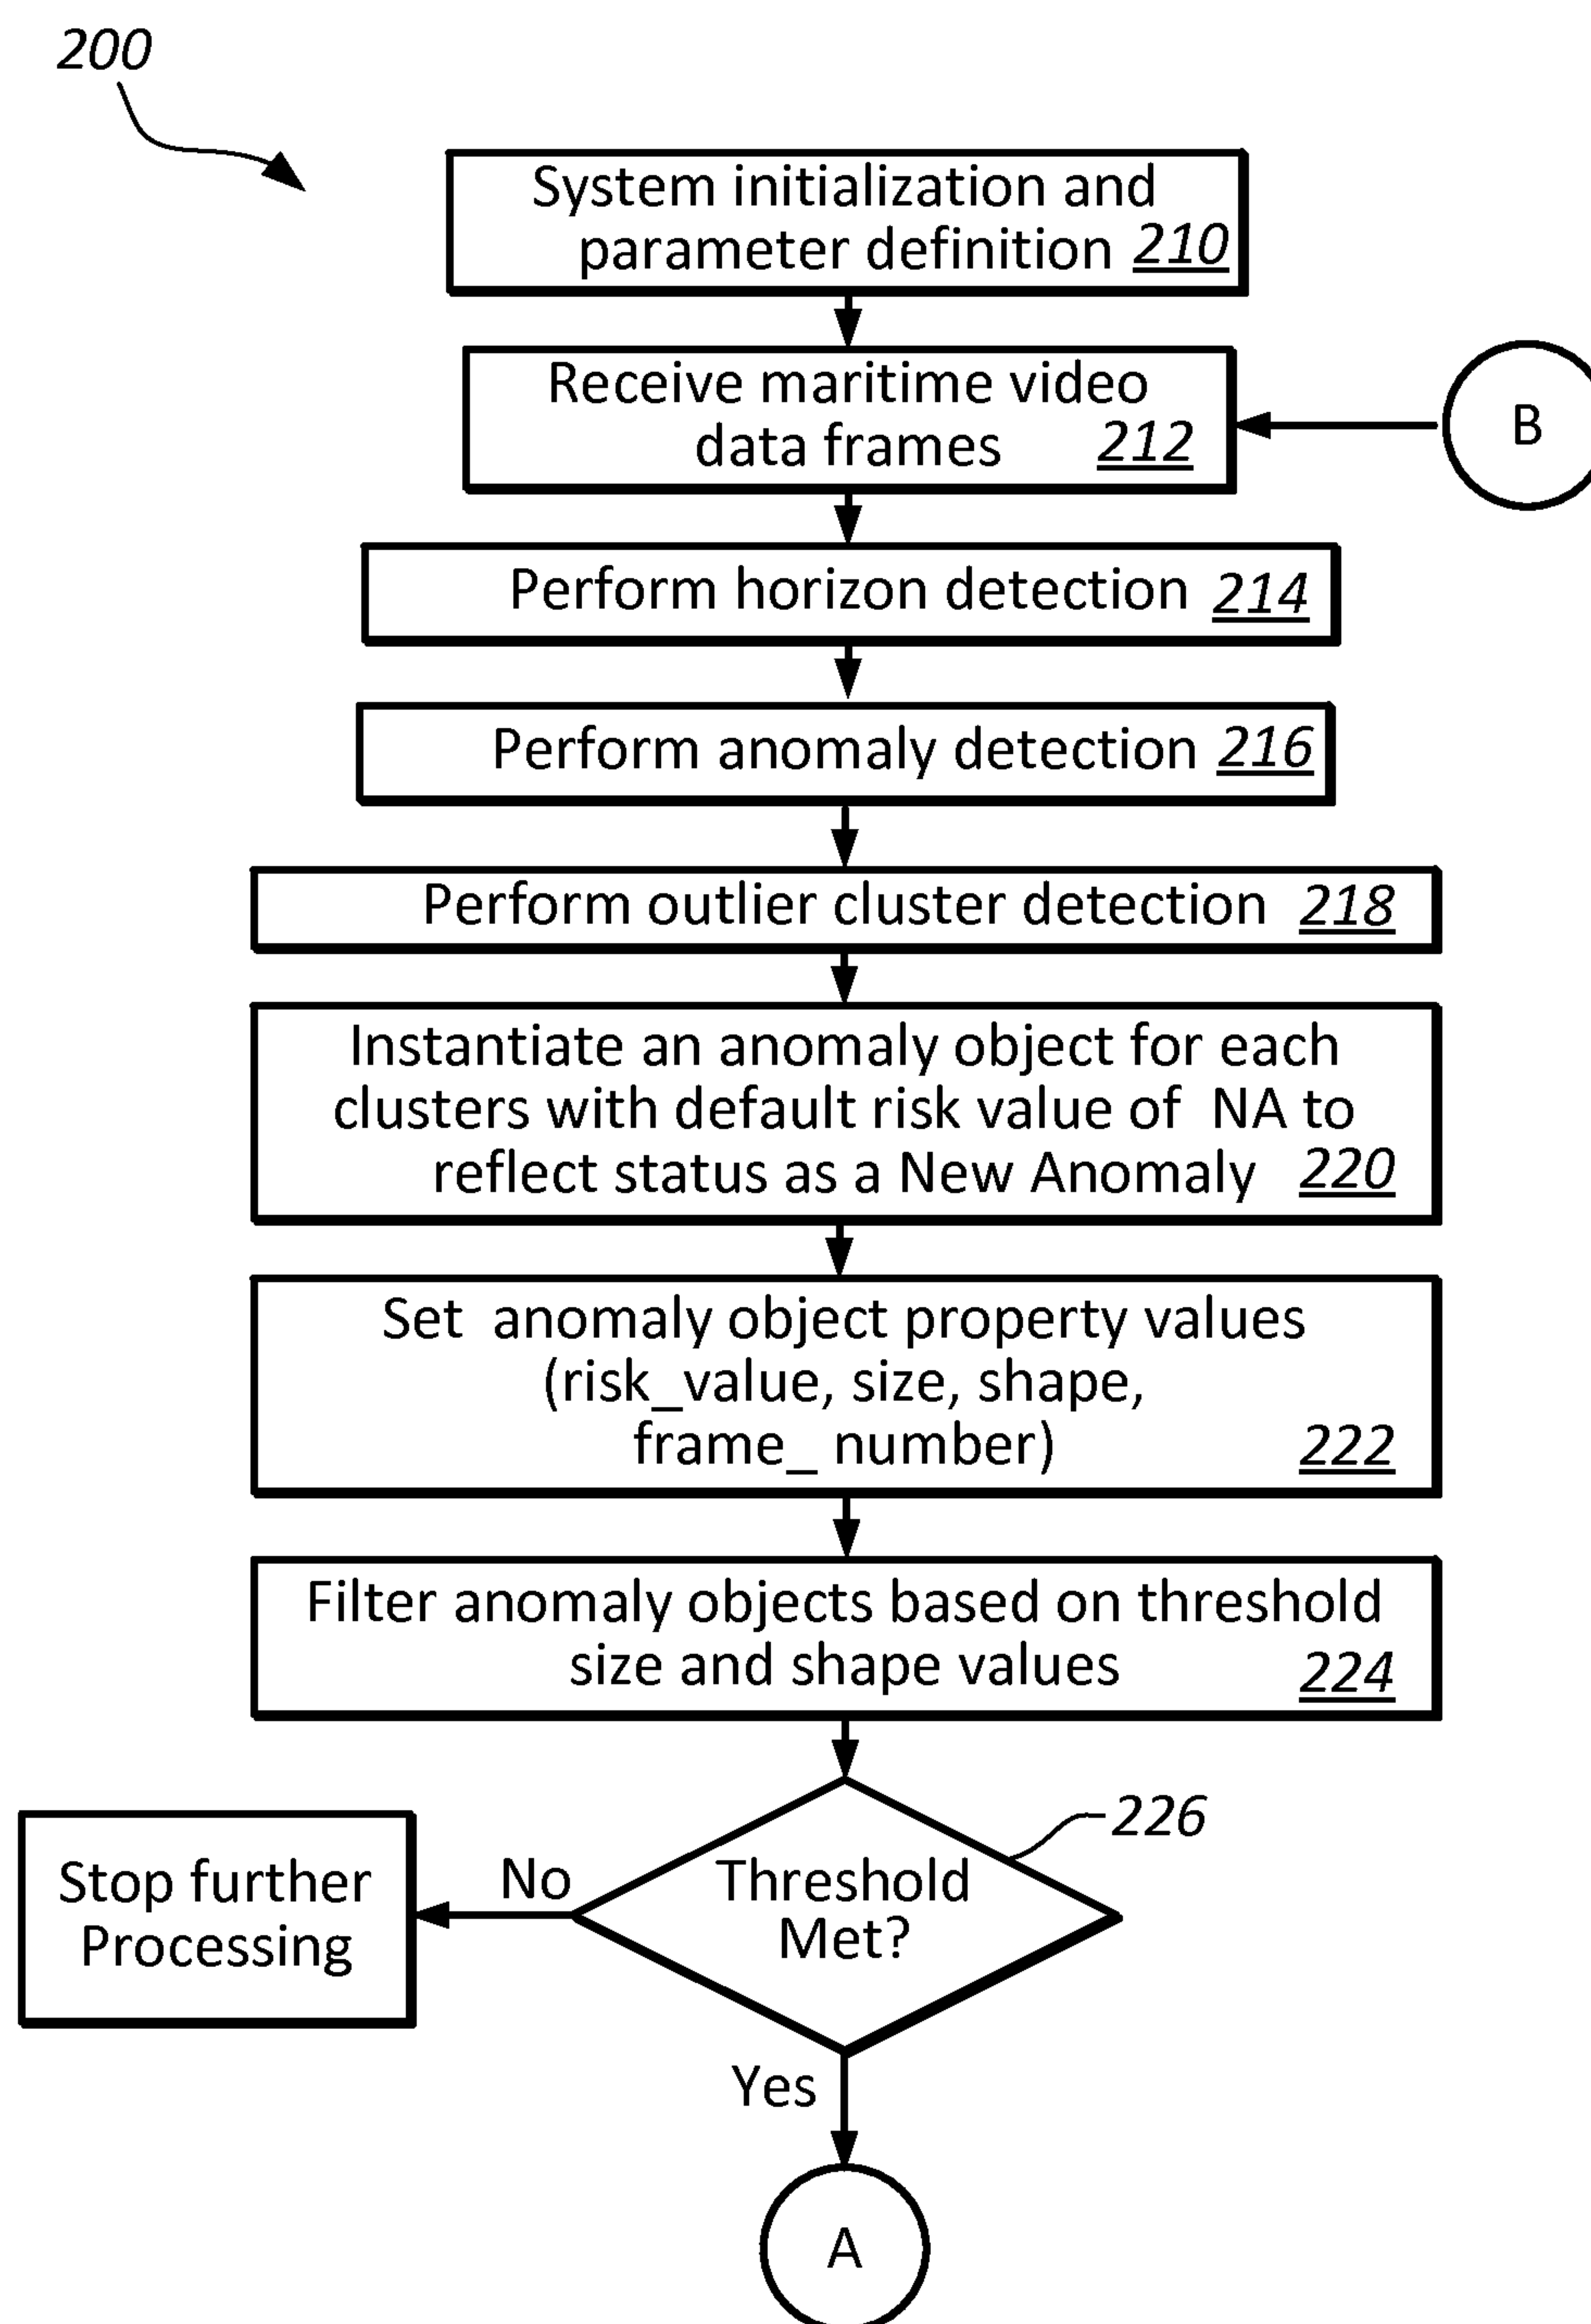 200
System initialization and
parameter definition 210
Receive maritime video
data frames 212
B
Perform horizon detection 214
Perform anomaly detection 216
Perform outlier cluster detection 218
Instantiate an anomaly object for each
clusters with default risk value of NA to
reflect status as a New Anomaly 220
Set anomaly object property values
(risk_value, size, shape,
frame_ number) 222
Filter anomaly objects based on threshold
size and shape values 224
226
Threshold
Met?
No
Stop further
Processing
Yes
A